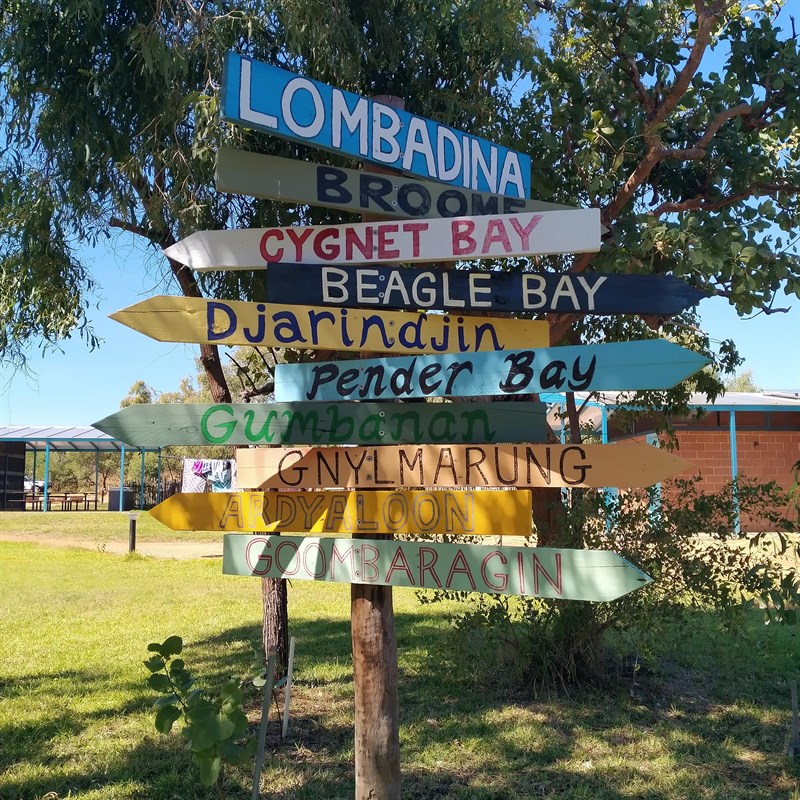 LOMBADINA
BROOME
CYGNET BAY
BEAGLE BAY
Djarindjin
Pender Bay
Gumbanan
GNYLMARUNG
ARDYALOON
GOOMBARAGIN